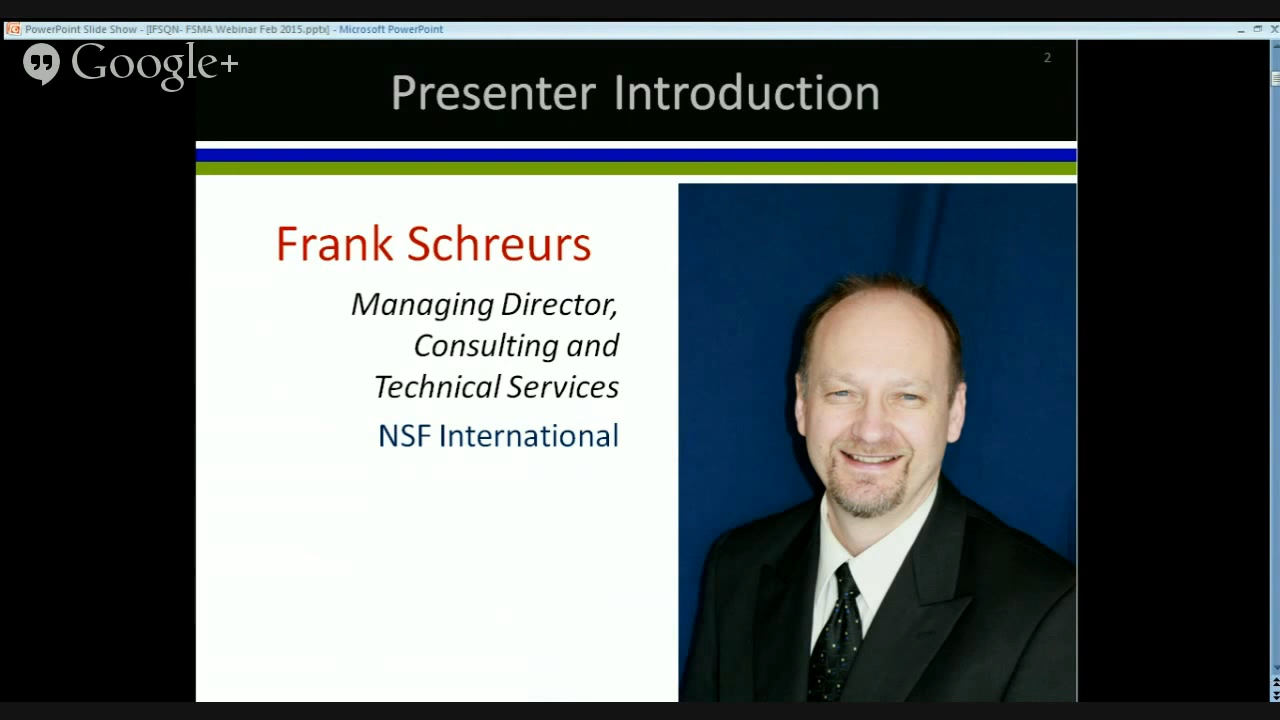 PowerPoint Slide Show - [IFSQN- FSMA Webinar Feb 2015.pptx] - Microsoft PowerPoint
Google+
2
Presenter Introduction
Frank Schreurs
Managing Director,
Consulting and
Technical Services
NSF International